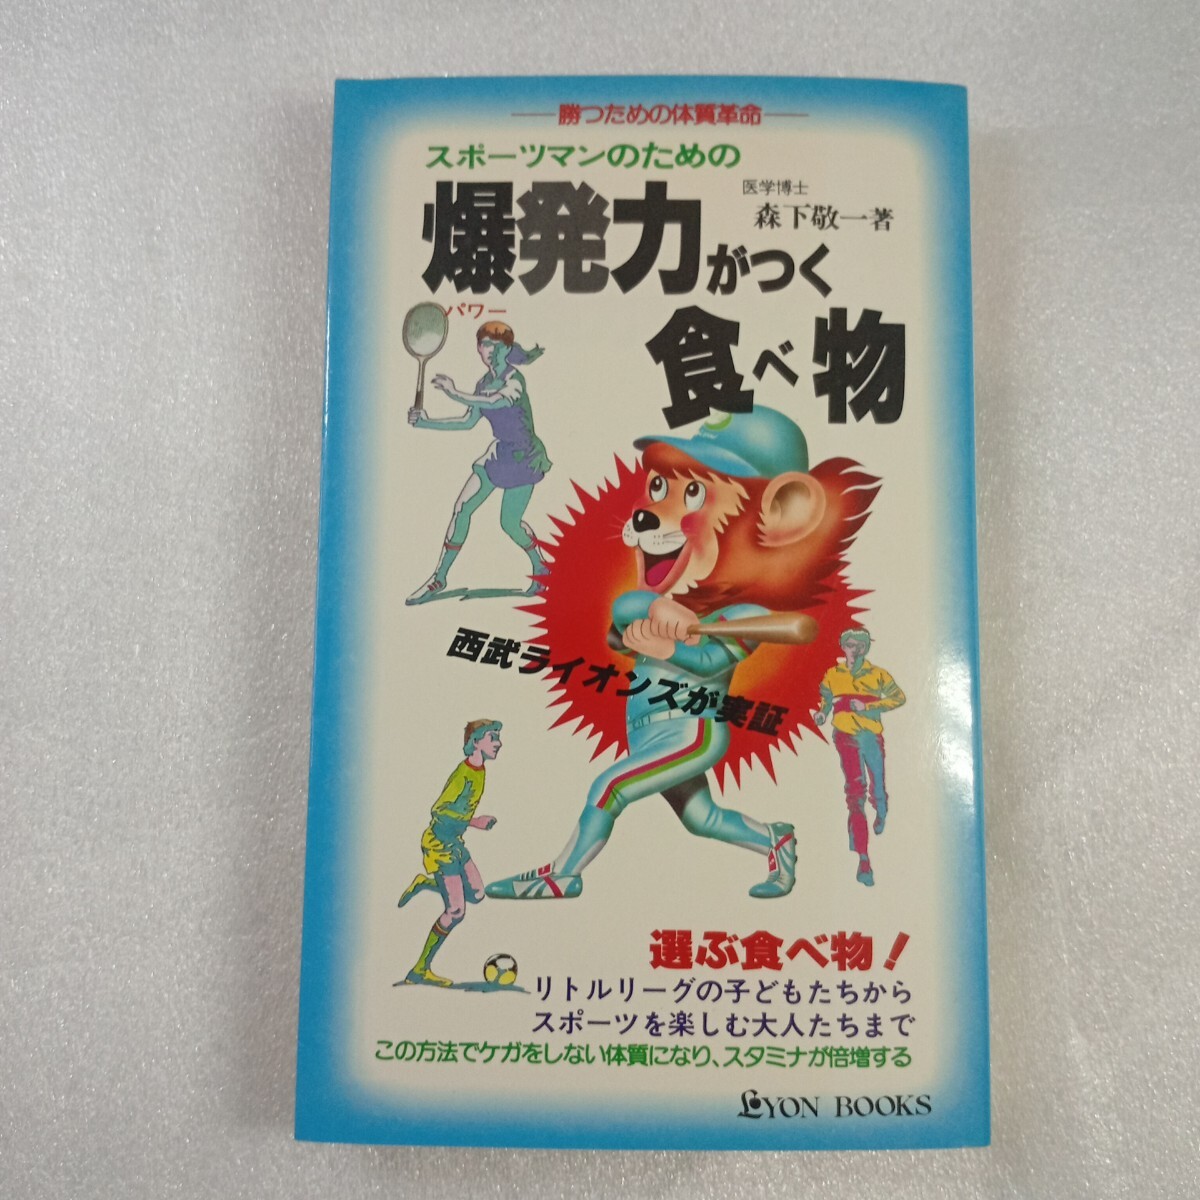 勝つための体質革命
スポーツマンのための
医学博士
森下敬一著
爆発力がつく
パワー
食べ物
西武ライオンズが実証
選ぶ食べ物!
リトルリーグの子どもたちから
スポーツを楽しむ大人たちまで
この方法でケガをしない体質になり、スタミナが倍増する
LYON BOOKS